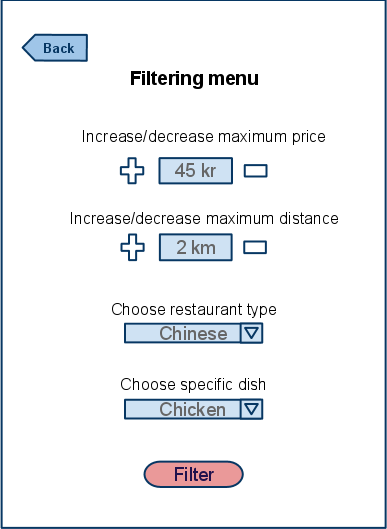 Back
Filtering menu
Increase/decrease maximum price
45 kr
Increase/decrease maximum distance
2 km
Choose restaurant type
Chinese
Choose specific dish
Chicken
Filter